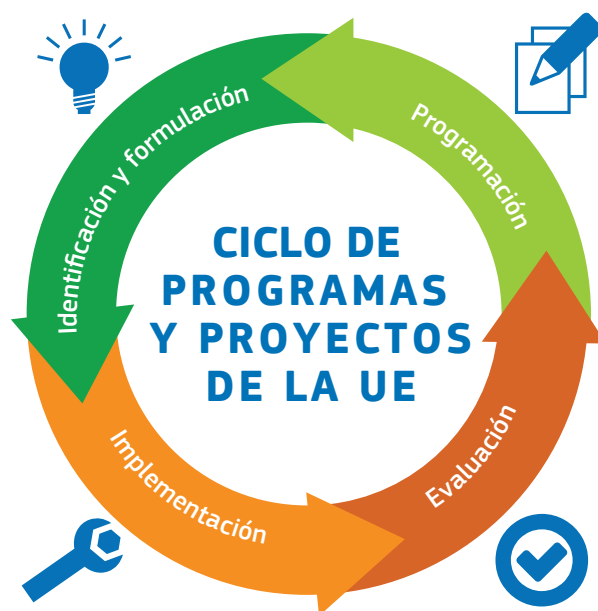 Identificación y formulación
Programación
CICLO DE
PROGRAMAS
Y PROYECTOS
DE LA UE
Implementación
Evaluación